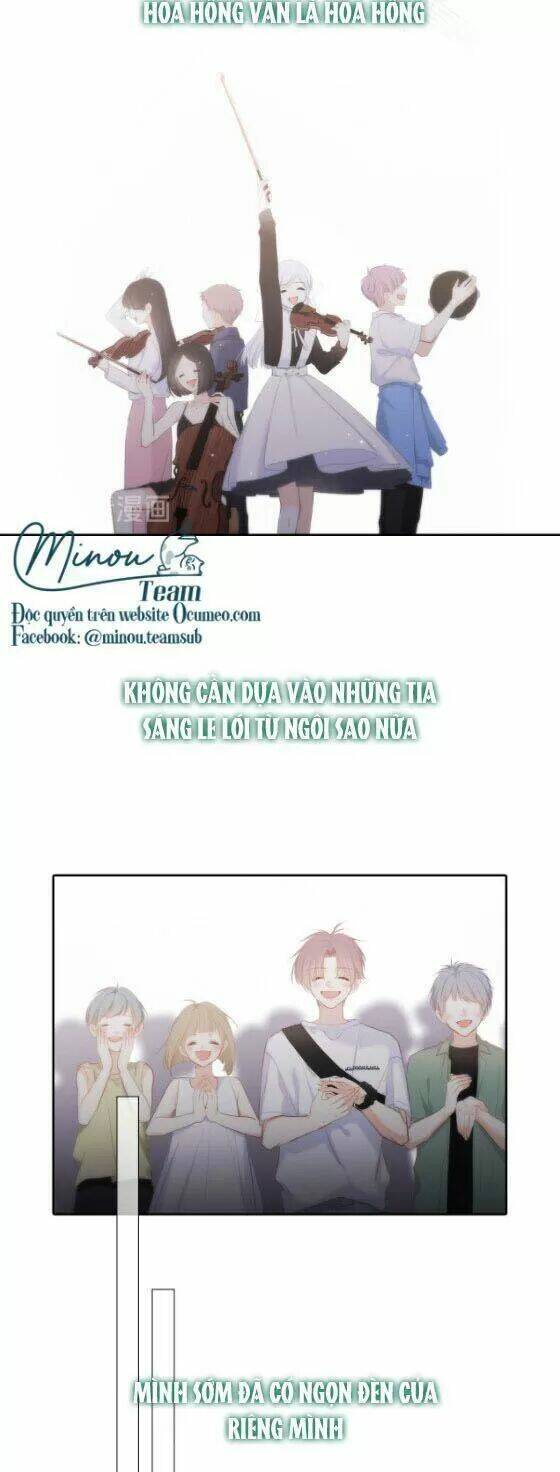 HOA HỒNG VẪN LÀ HOA HỒNG
漫画
Minou
Team
Độc quyền trên website Ocumeo.com
Facebook: @minou.teamsub
KHÔNG CẦN DỰA VÀO NHỮNG TIA
SÁNG LE LÓI TỪ NGÔI SAO NỮA
MÌNH SỚM ĐÃ CÓ NGỌN ĐÈN CỦA
RIÊNG MÌNH